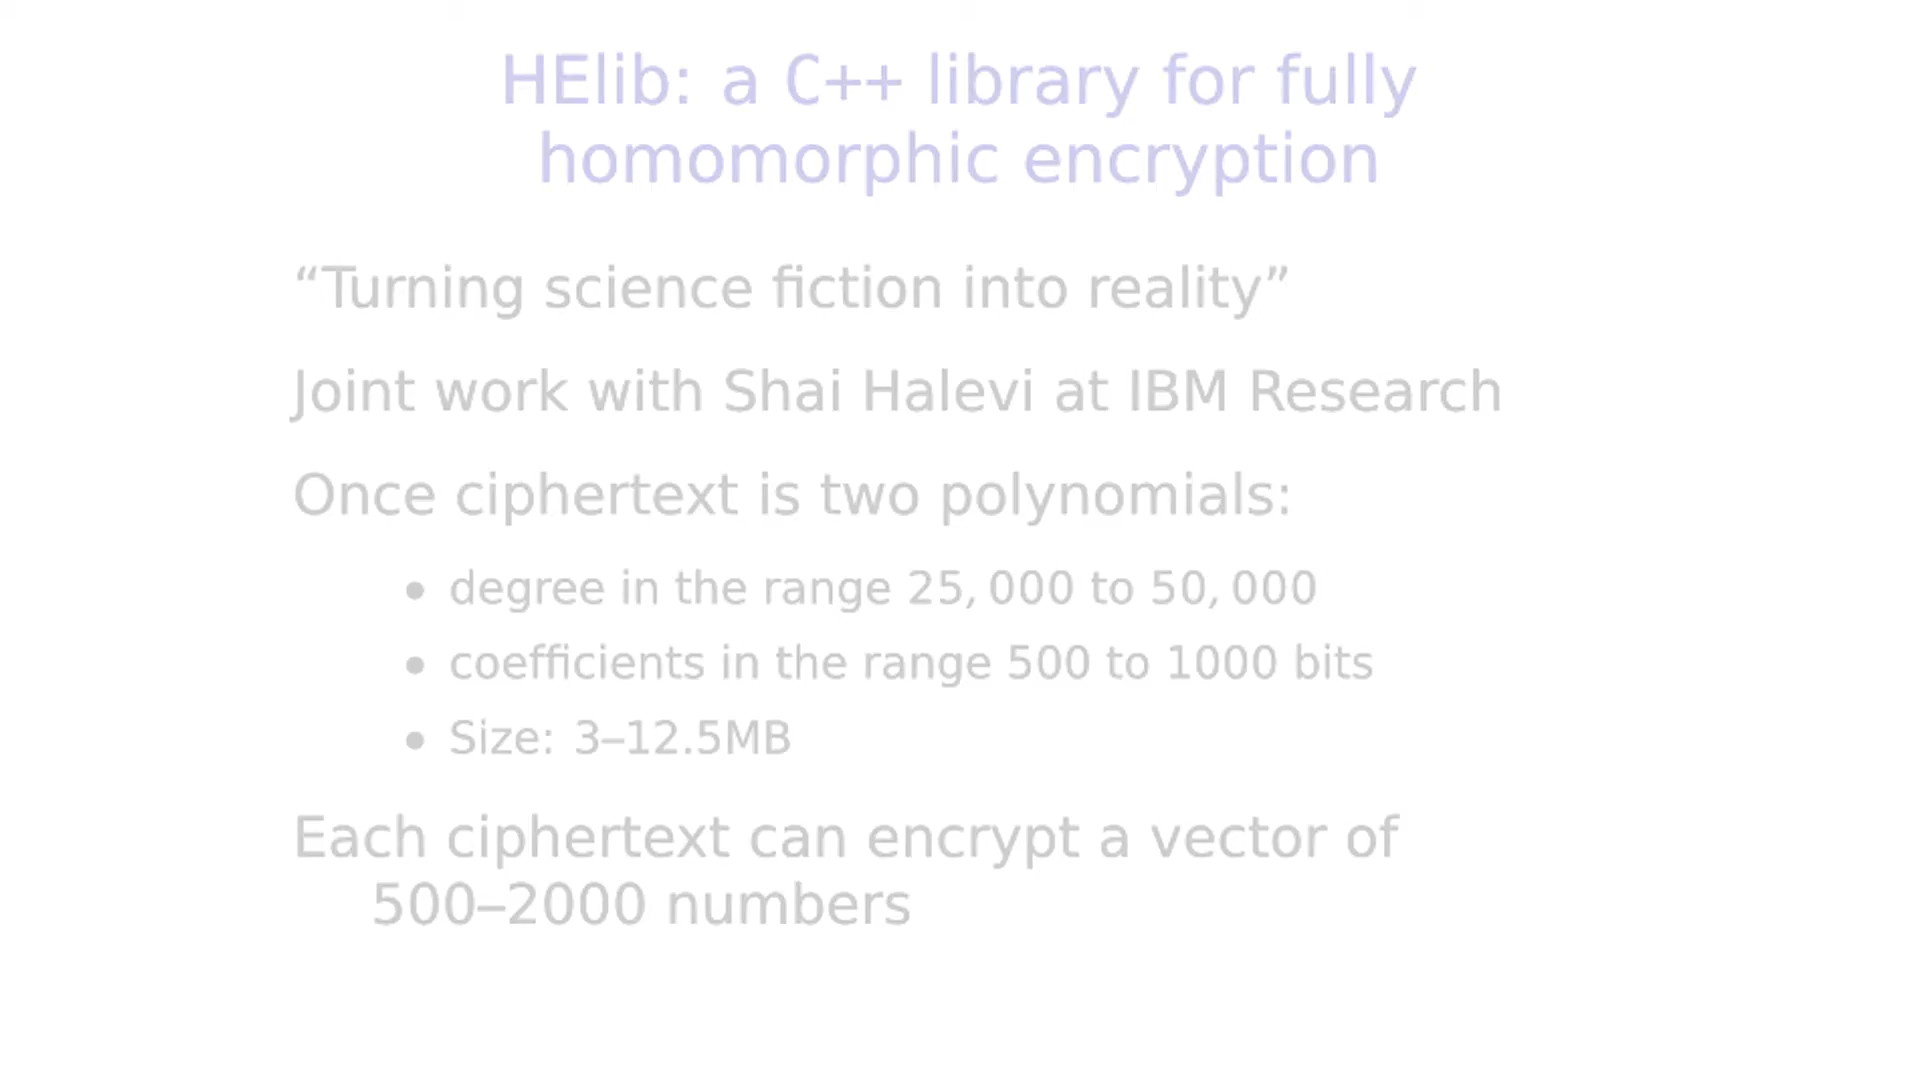 HElib: a C++ library for fully
homomorphic encryption
“Turning science fiction into reality”
Joint work with Shai Halevi at IBM Research
Once ciphertext is two polynomials:
• degree in the range 25, 000 to 50, 000
• coefficients in the range 500 to 1000 bits
• Size: 3–12.5MB
Each ciphertext can encrypt a vector of
500–2000 numbers